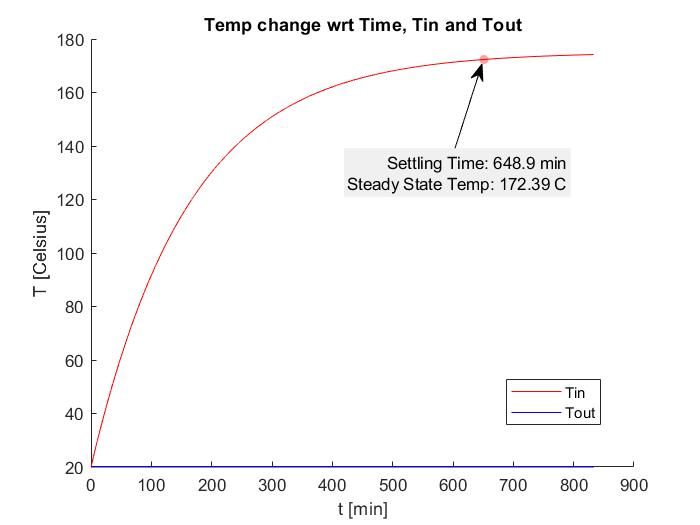 Temp change wrt Time, Tin and Tout
180
160
140
120
100
80
60
40
20
T [Celsius]
Settling Time: 648.9 min
Steady State Temp: 172.39 C
Tin
Tout
0 100 200 300 400 500 600 700 800 900
t [min]